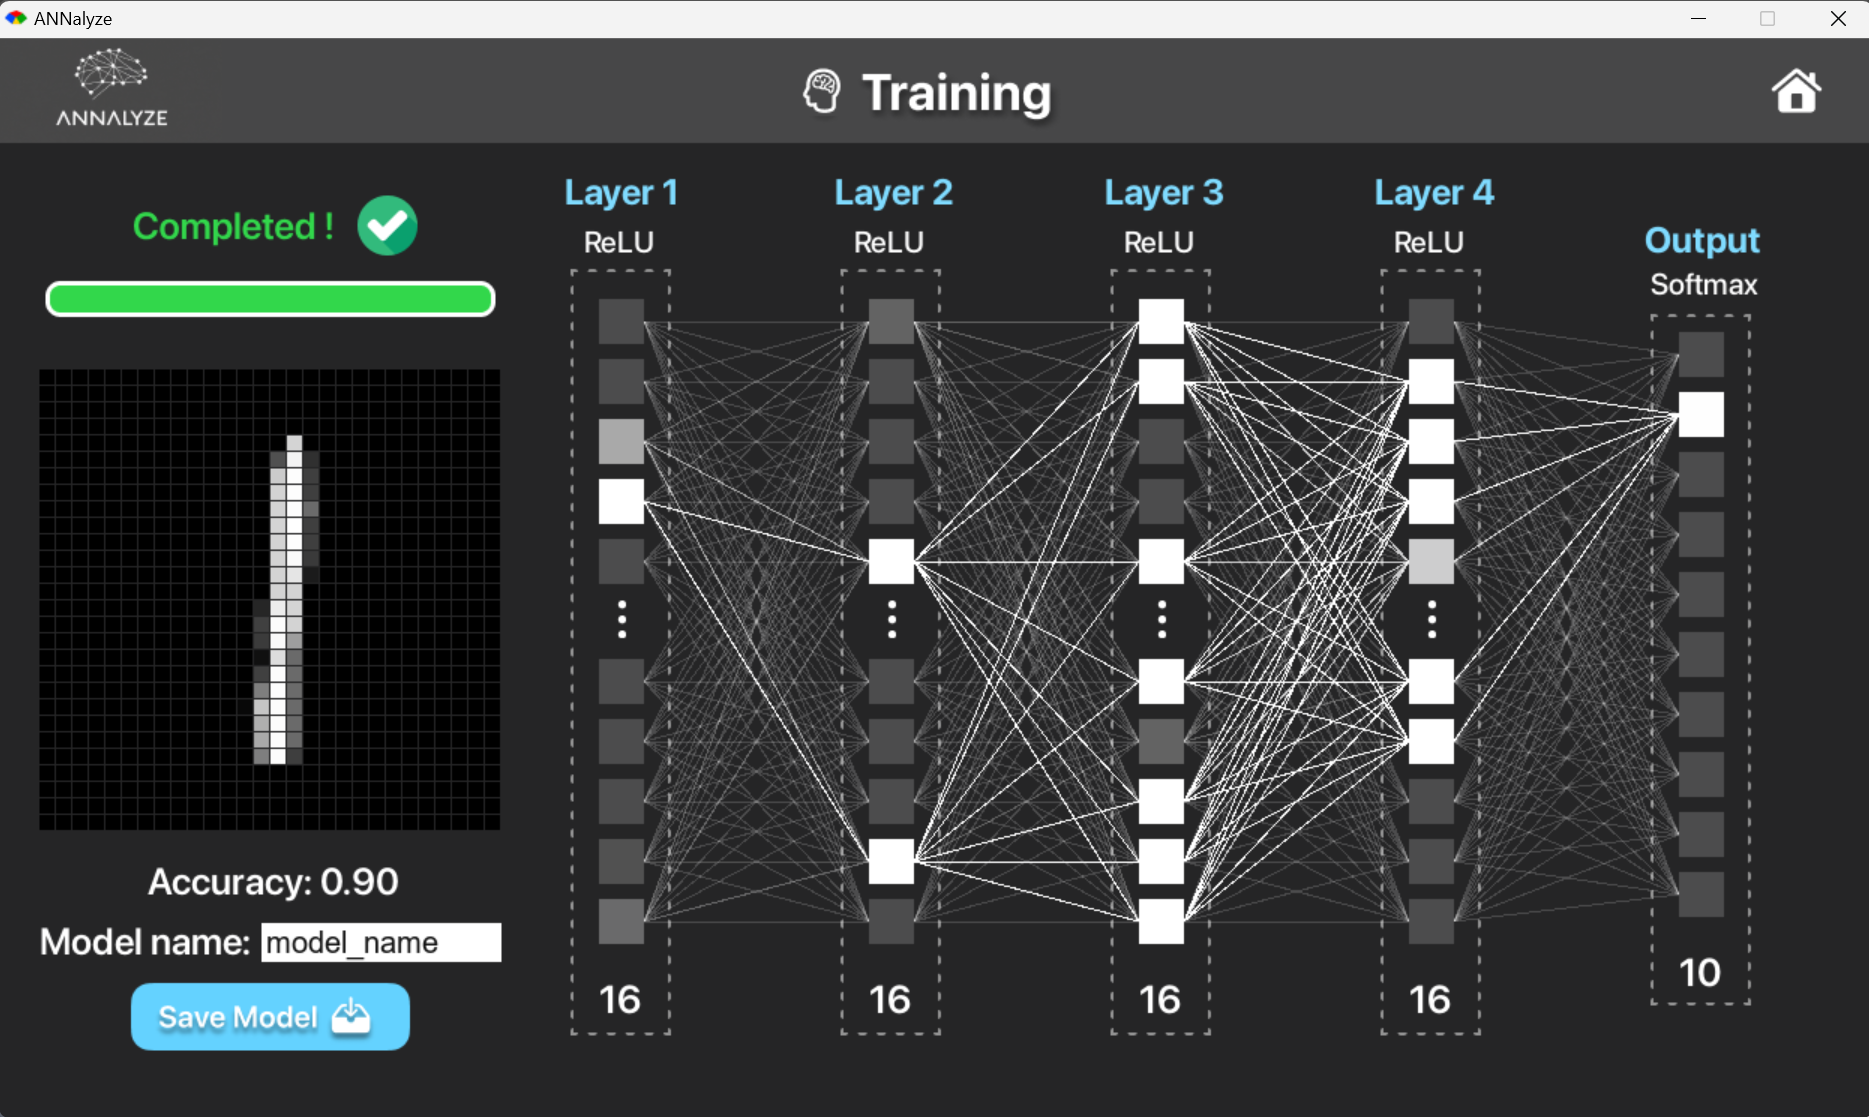 ANNalyze
ANNALYZE
Training
Completed !
Layer 1
ReLU
Layer 2
ReLU
Layer 3
ReLU
Layer 4
ReLU
Output
Softmax
16
16
16
16
10
Accuracy: 0.90
Model name: model_name
Save Model